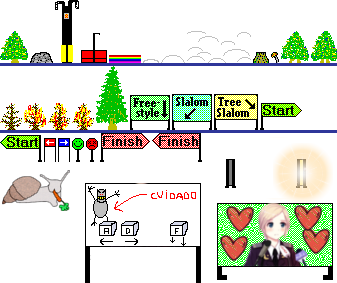 Free-
style
Slalom
Tree
Slalom
Start
Start
Finish
Finish
CUIDADO
A D F